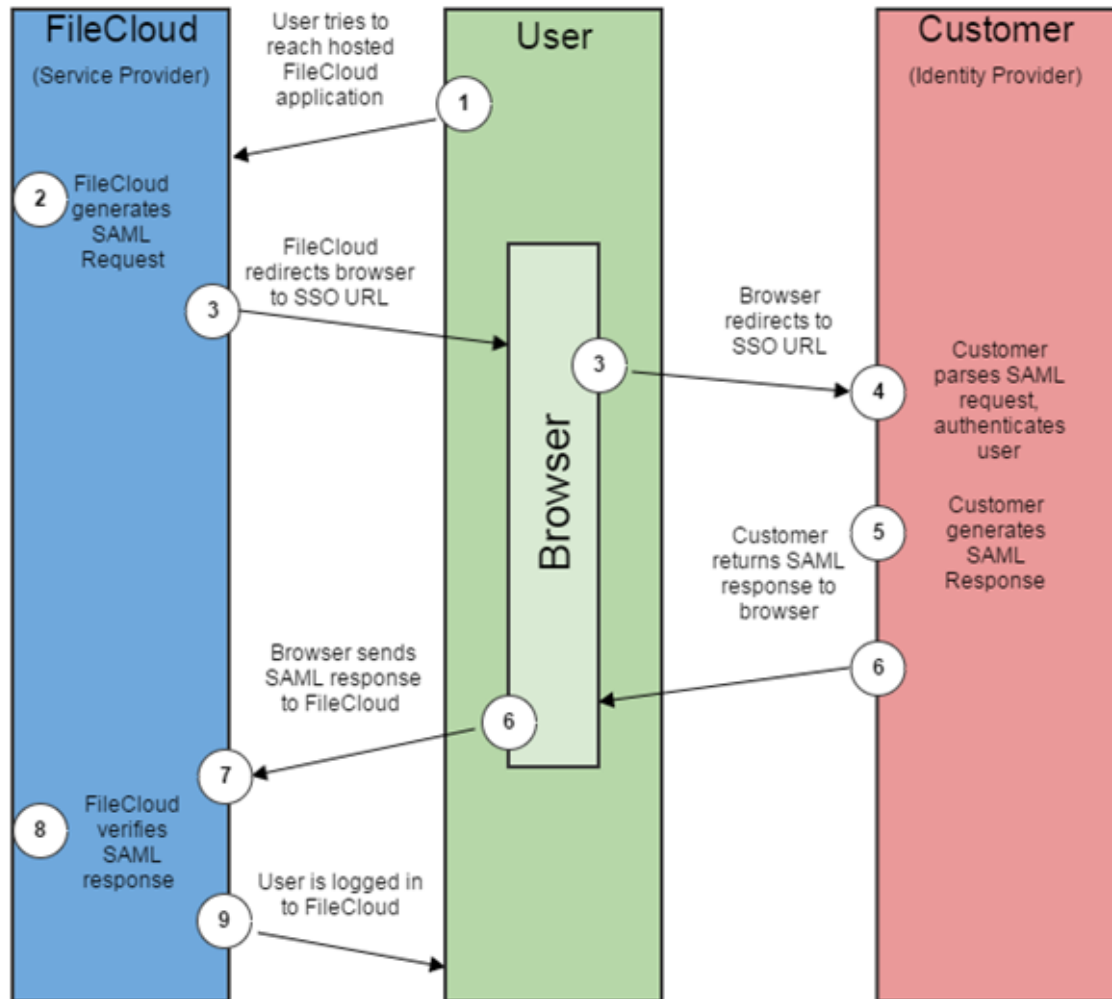 FileCloud
(Service Provider)
User
Customer
(Identity Provider)
User tries to
reach hosted
FileCloud
application
1
2
FileCloud
generates
SAML
Request
3
FileCloud
redirects browser
to SSO URL
Browser
3
Browser
redirects to
SSO URL
4
Customer
parses SAML
request,
authenticates
user
5
Customer
generates
SAML
Response
Customer
returns SAML
response to
browser
6
Browser sends
SAML response
to FileCloud
6
7
8
FileCloud
verifies
SAML
response
9
User is logged in
to FileCloud